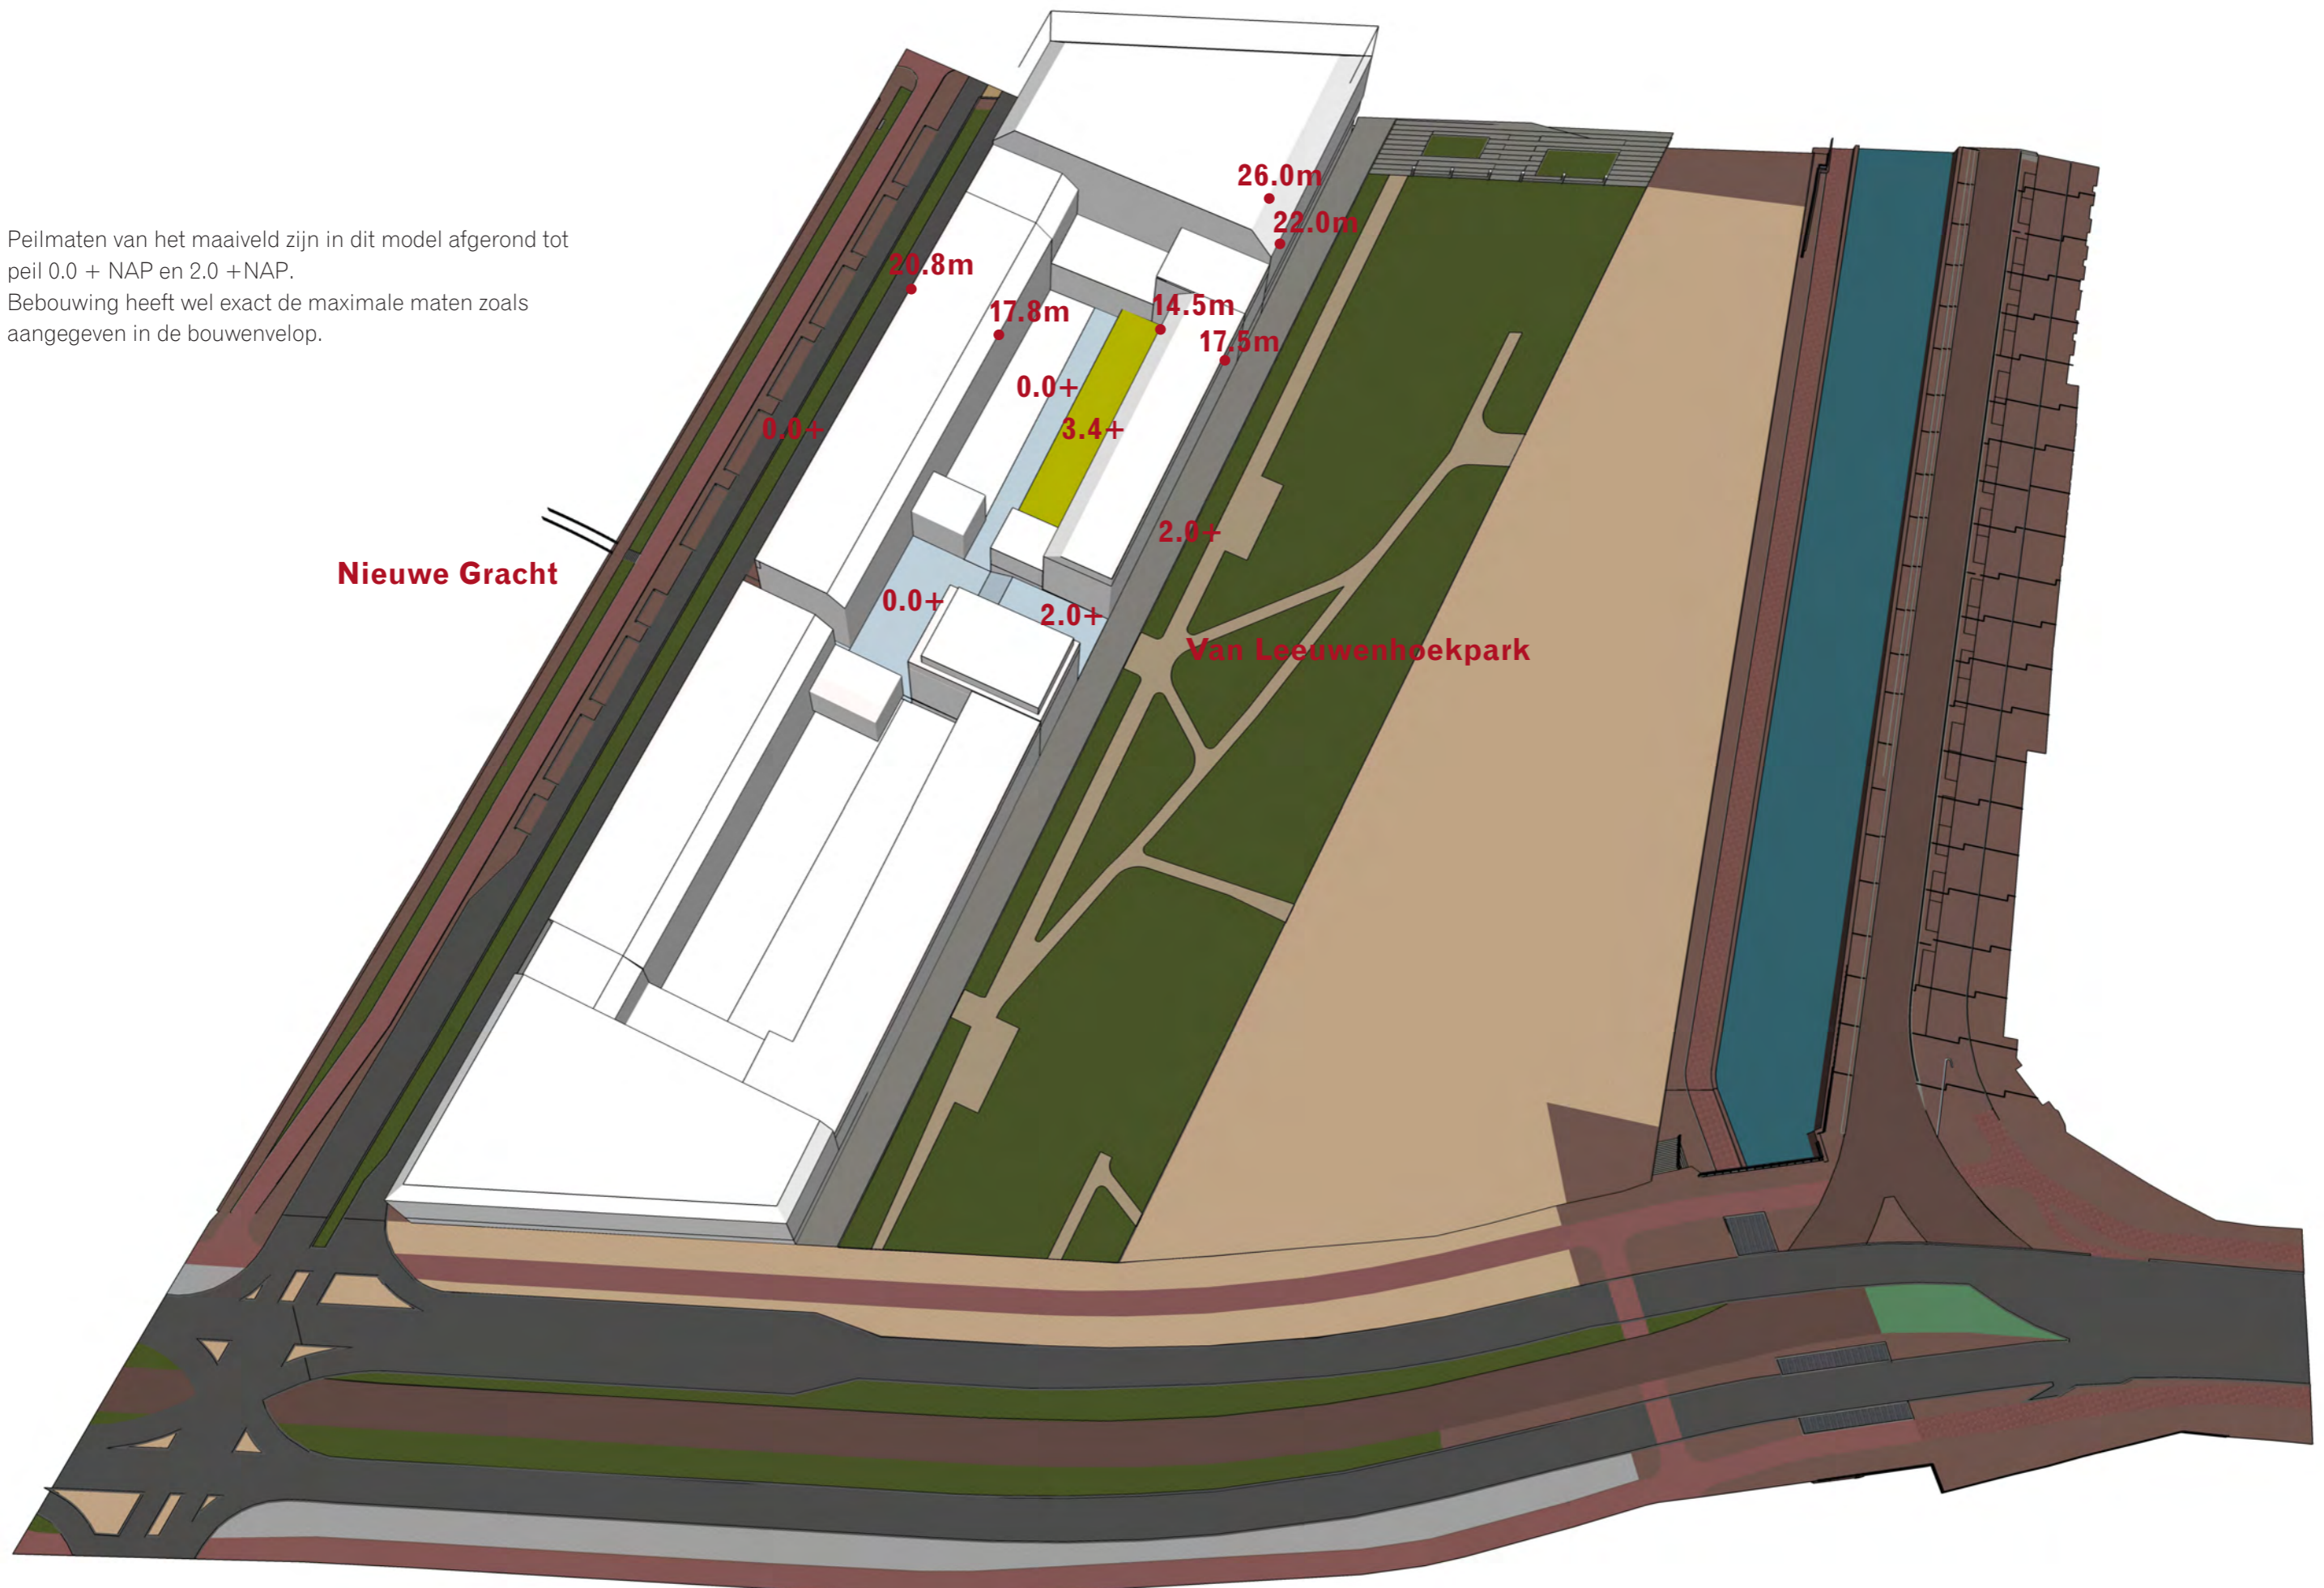 Peilmaten van het maaiveld zijn in dit model afgerond tot
peil 0.0 + NAP en 2.0 +NAP.
Bebouwing heeft wel exact de maximale maten zoals
aangegeven in de bouwenvelop.
26.0m
22.0m
20.8m
17.8m
14.5m
17.5m
0.0+
3.4+
0.0+
2.0+
Nieuwe Gracht
0.0+
2.0+
Van Leeuwenhoekpark